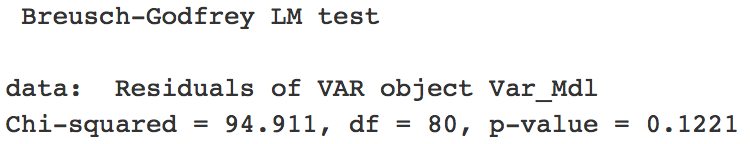 Breusch-Godfrey LM test
data: Residuals of VAR object Var_Mdl
Chi-squared = 94.911, df = 80, p-value = 0.1221